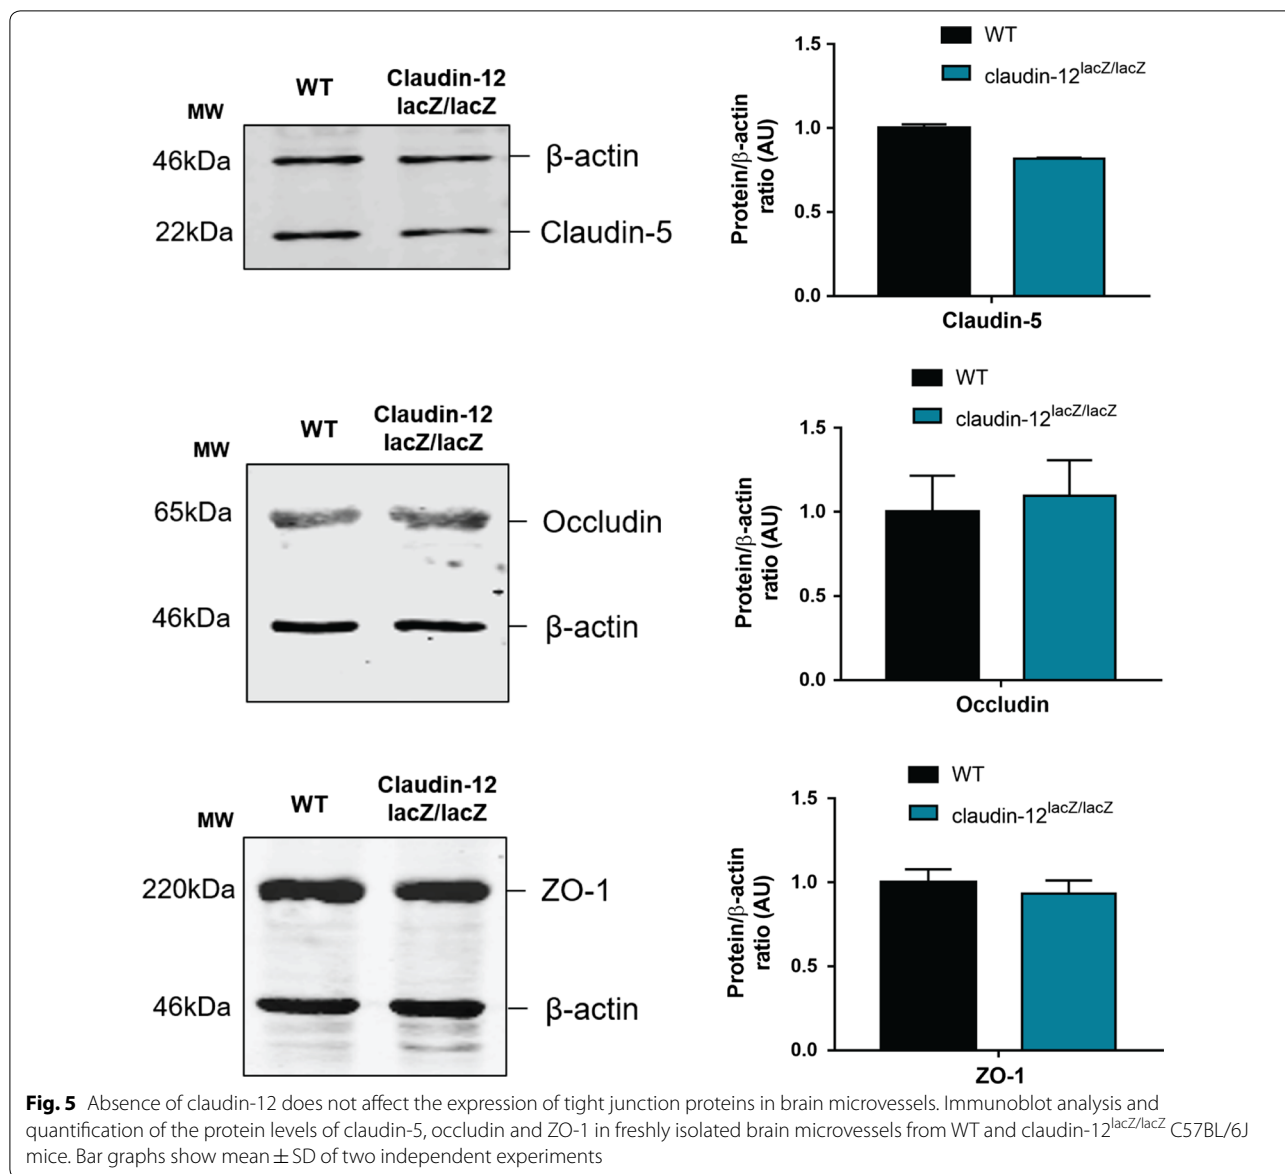 WT
Claudin-12
lacZ/lacZ
MW
46kDa
β-actin
22kDa
Claudin-5
WT
claudin-12lacZ/lacZ
Protein/β-actin
ratio (AU)
1.5
1.0
0.5
0.0
Claudin-5
WT
Claudin-12
lacZ/lacZ
MW
65kDa
Occludin
46kDa
β-actin
WT
claudin-12lacZ/lacZ
Protein/β-actin
ratio (AU)
1.5
1.0
0.5
0.0
Occludin
WT
Claudin-12
lacZ/lacZ
MW
220kDa
ZO-1
46kDa
β-actin
WT
claudin-12lacZ/lacZ
Protein/β-actin
ratio (AU)
1.5
1.0
0.5
0.0
ZO-1
Fig. 5 Absence of claudin-12 does not affect the expression of tight junction proteins in brain microvessels. Immunoblot analysis and
quantification of the protein levels of claudin-5, occludin and ZO-1 in freshly isolated brain microvessels from WT and claudin-12lacZ/lacZ C57BL/6J
mice. Bar graphs show mean ± SD of two independent experiments